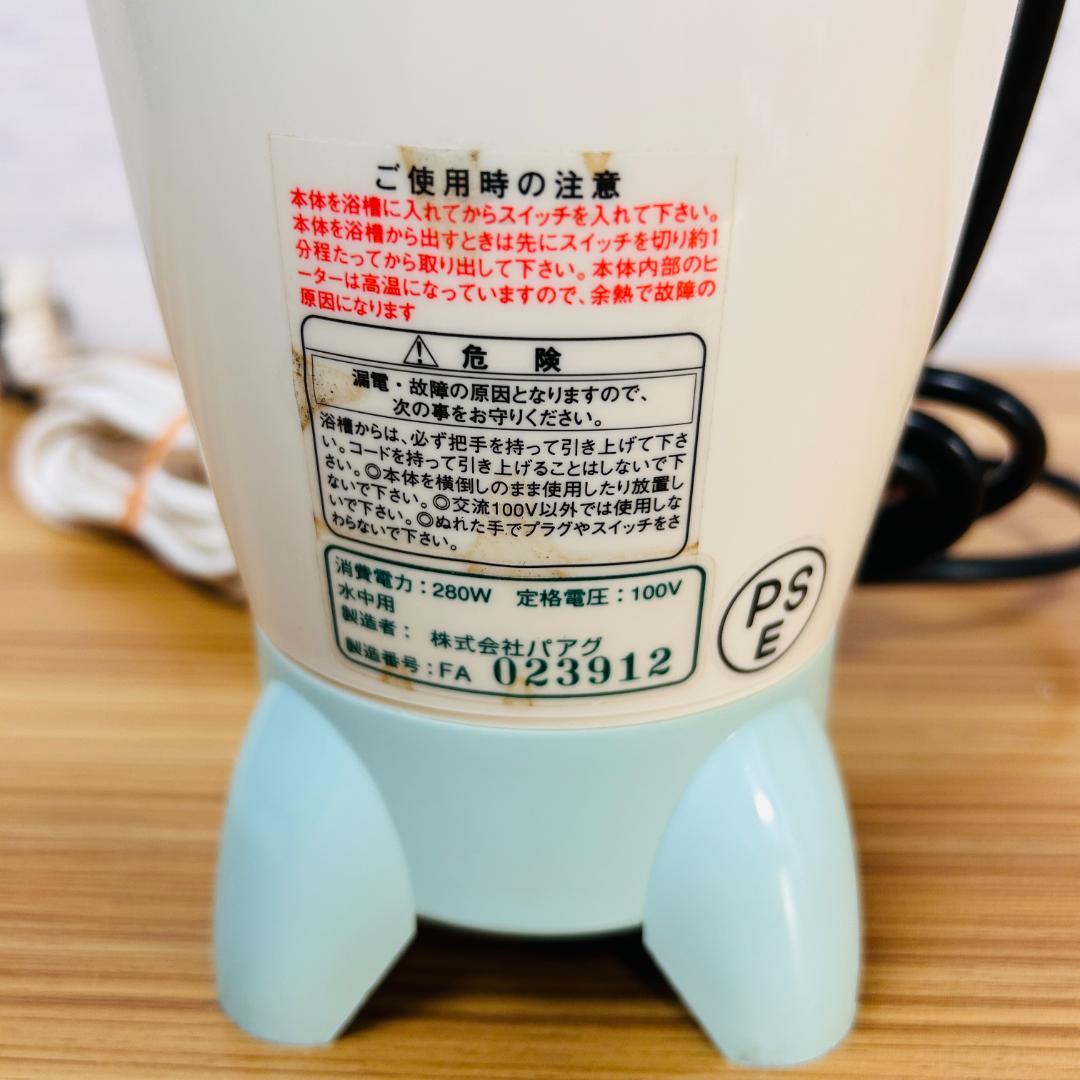 ご使用時の注意
本体を浴槽に入れてからスイッチを入れて下さい。
本体を浴槽から出すときは先にスイッチを切り約1
分程たってから取り出して下さい。本体内部のヒ
ーターは高温になっていますので、余熱で故障の
原因になります
危険
漏電・故障の原因となりますので、
次の事をお守りください。
浴槽からは、必ず把手を持って引き上げて下さ
い。コードを持って引き上げることはしないで下
さい。◎本体を横倒しのまま使用したり放置し
ないで下さい。◎交流100V以外では使用しな
いで下さい。◎ぬれた手でプラグやスイッチをさ
わらないで下さい。
消費電力：280W 定格電圧：100V
水中用
製造者： 株式会社パアグ
製造番号：FA 023912
PS
E